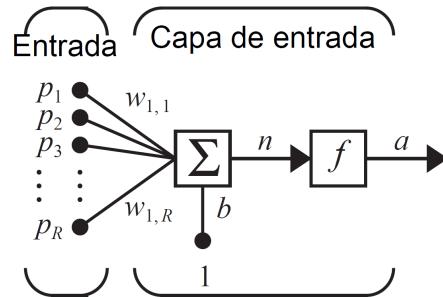 Entrada
Capa de entrada
p1
p2
p3
pR
w1,1
w1,R
Σ
n
f
a
b
1